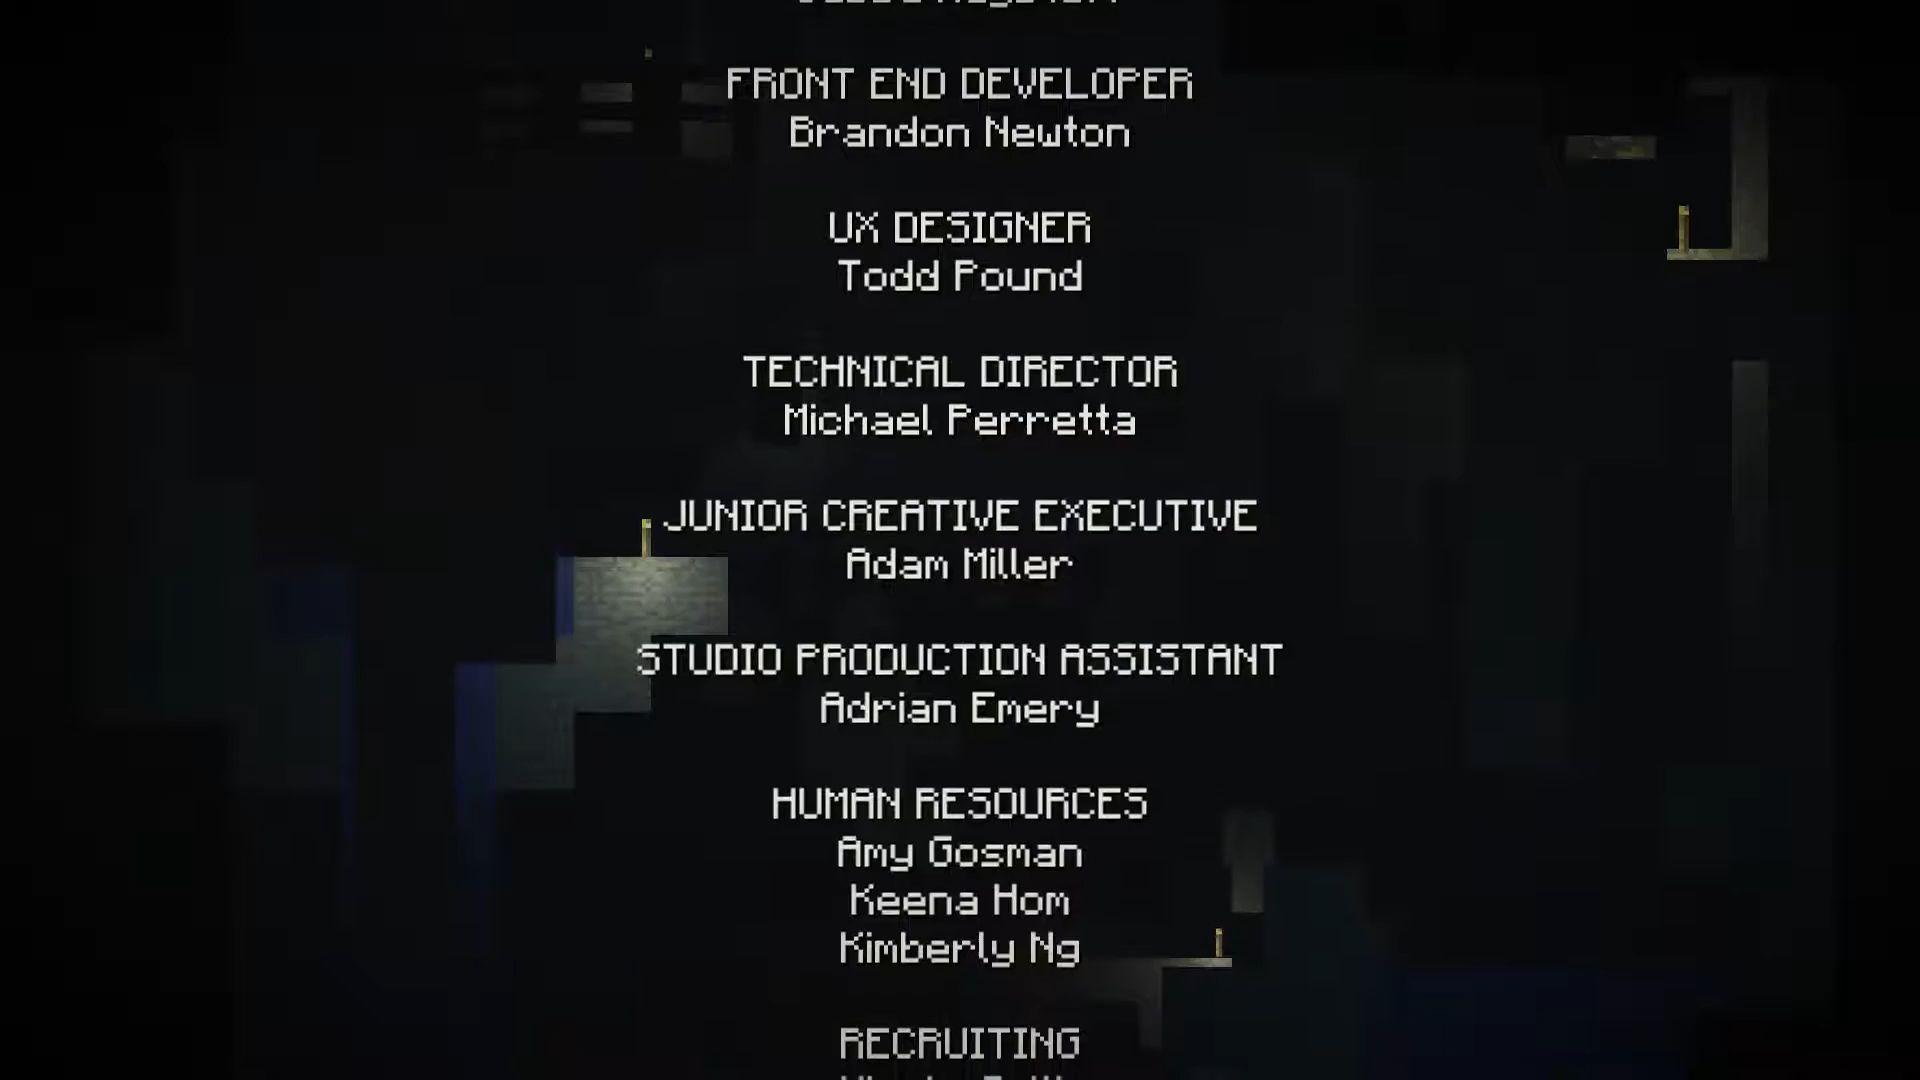 FRONT END DEVELOPER
Brandon Newton
UX DESIGNER
Todd Pound
TECHNICAL DIRECTOR
Michael Perretta
JUNIOR CREATIVE EXECUTIVE
Adam Miller
STUDIO PRODUCTION ASSISTANT
Adrian Emery
HUMAN RESOURCES
Amy Gosman
Keena Hom
Kimberly Ng
RECRUITING